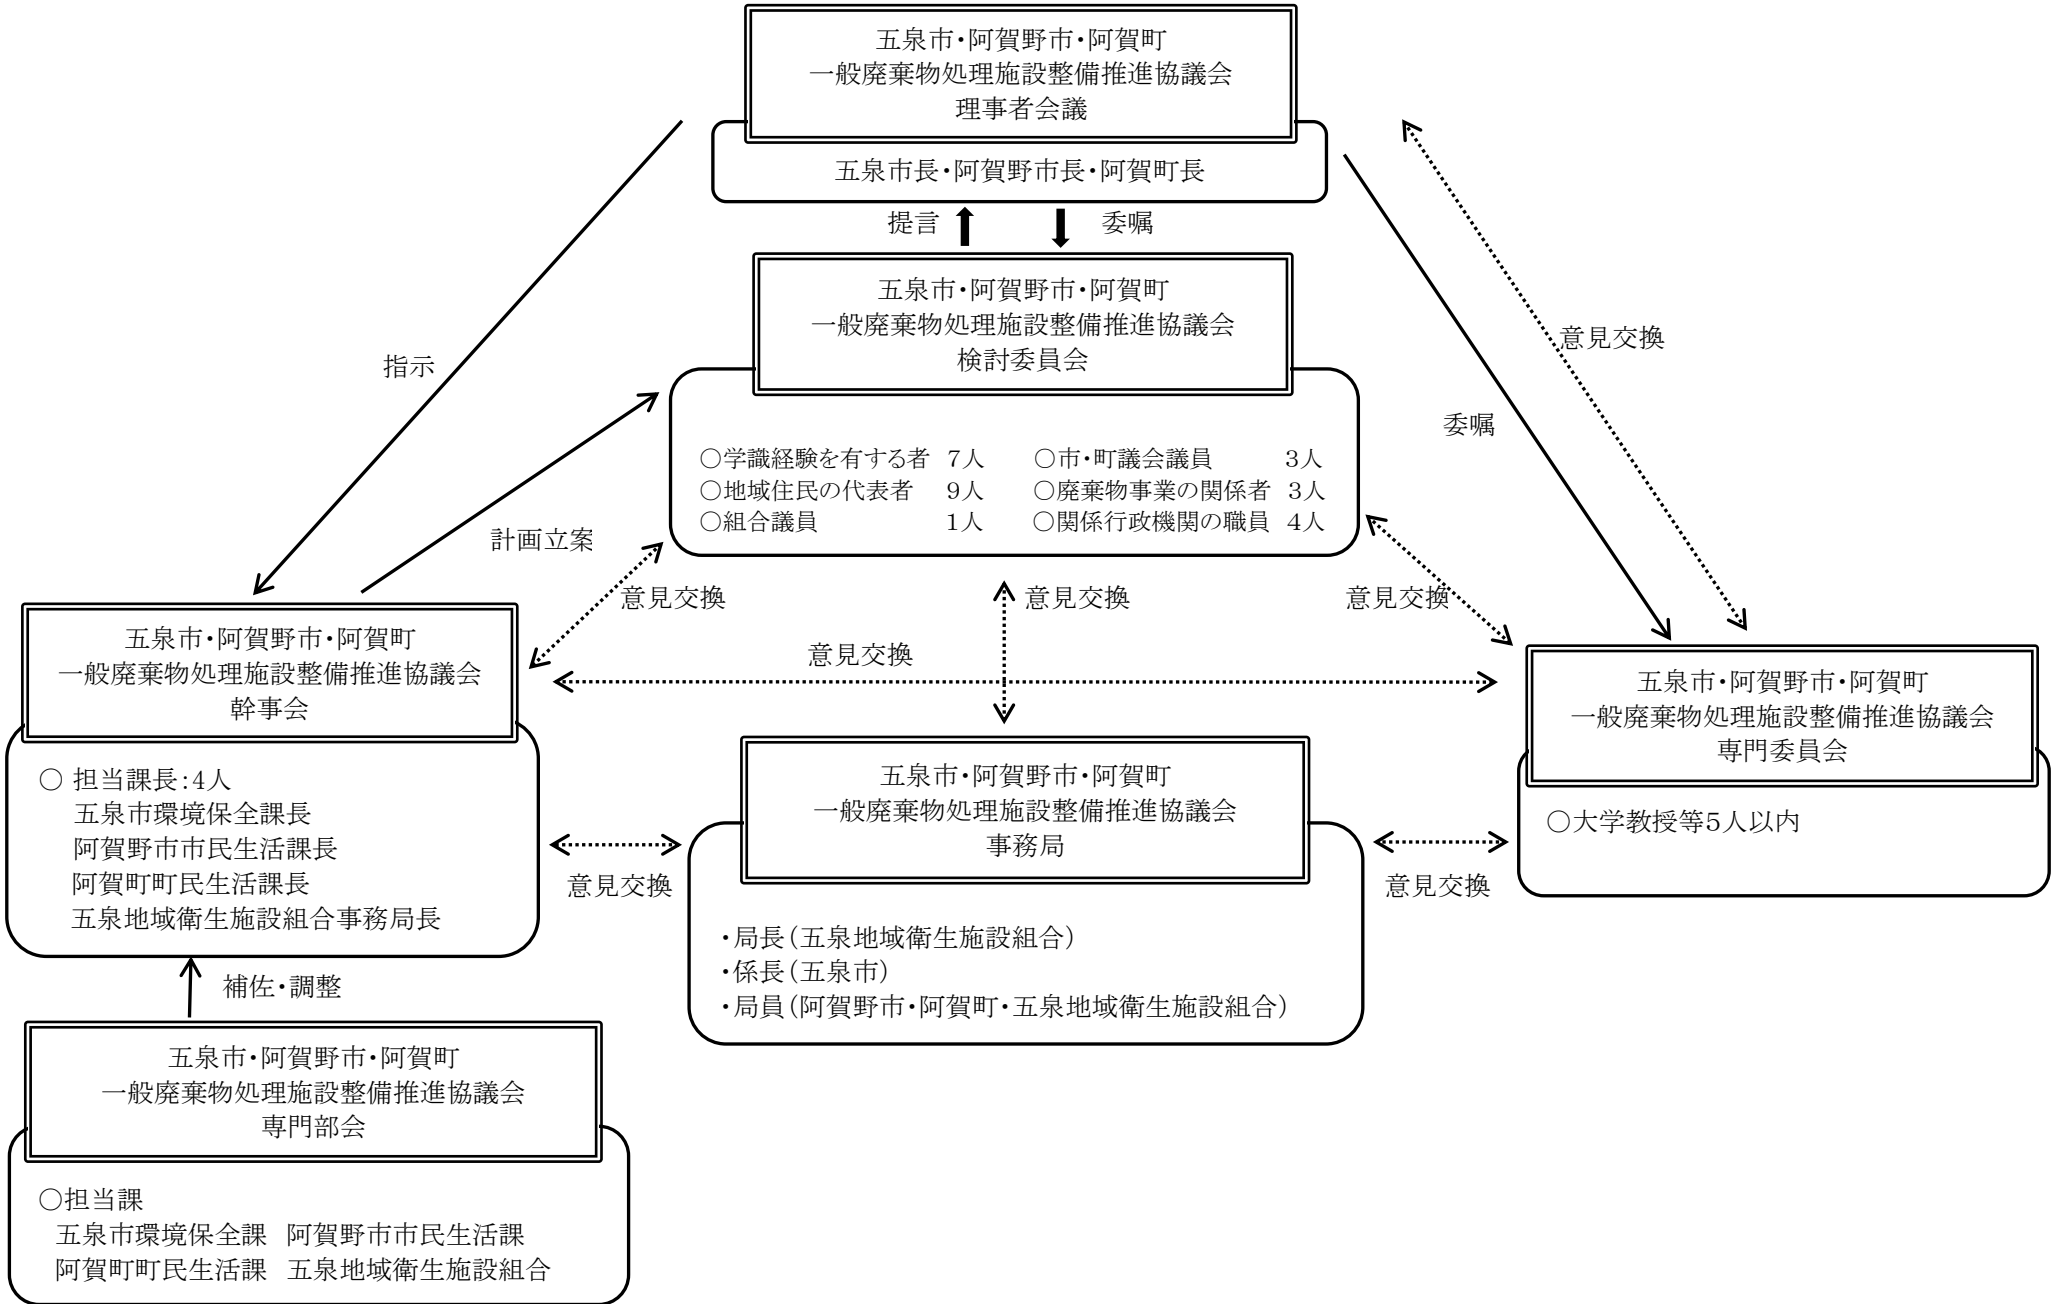 五泉市・阿賀野市・阿賀町
一般廃棄物処理施設整備推進協議会
理事者会議
五泉市長・阿賀野市長・阿賀町長
提言 委嘱
五泉市・阿賀野市・阿賀町
一般廃棄物処理施設整備推進協議会
検討委員会
○学識経験を有する者 7人 ○市・町議会議員 3人
○地域住民の代表者 9人 ○廃棄物事業の関係者 3人
○組合議員 1人 ○関係行政機関の職員 4人
指示
意見交換
委嘱
計画立案
意見交換
意見交換
意見交換
意見交換
五泉市・阿賀野市・阿賀町
一般廃棄物処理施設整備推進協議会
幹事会
○ 担当課長:4人
五泉市環境保全課長
阿賀野市市民生活課長
阿賀町町民生活課長
五泉地域衛生施設組合事務局長
意見交換
五泉市・阿賀野市・阿賀町
一般廃棄物処理施設整備推進協議会
事務局
・局長(五泉地域衛生施設組合)
・係長(五泉市)
・局員(阿賀野市・阿賀町・五泉地域衛生施設組合)
意見交換
五泉市・阿賀野市・阿賀町
一般廃棄物処理施設整備推進協議会
専門委員会
○大学教授等5人以内
補佐・調整
五泉市・阿賀野市・阿賀町
一般廃棄物処理施設整備推進協議会
専門部会
○担当課
五泉市環境保全課 阿賀野市市民生活課
阿賀町町民生活課 五泉地域衛生施設組合